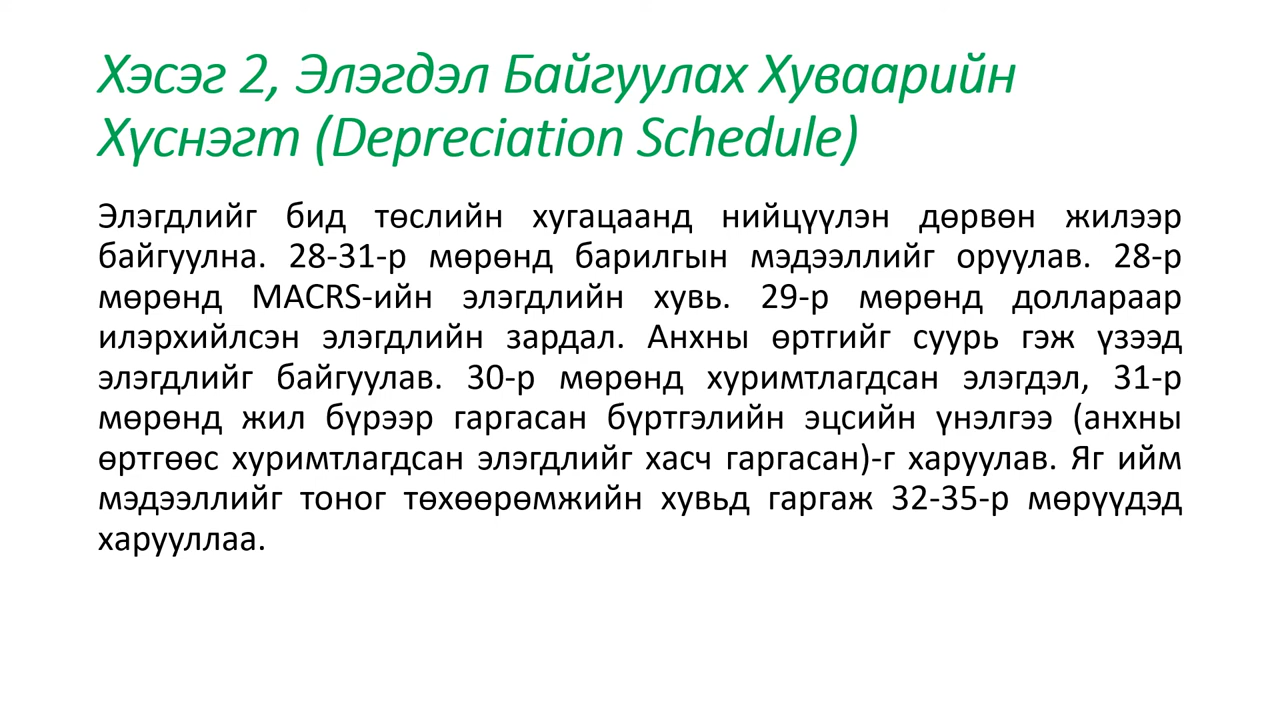 Хэсэг 2, Элэгдэл Байгуулах Хуваарийн
Хүснэгт (Depreciation Schedule)
Элэгдлийг бид төслийн хугацаанд нийцүүлэн дөрвөн жилээр
байгуулна. 28-31-р мөрөнд барилгын мэдээллийг оруулав. 28-р
мөрөнд MACRS-ийн элэгдлийн хувь. 29-р мөрөнд доллараар
илэрхийлсэн элэгдлийн зардал. Анхны өртгийг суурь гэж үзээд
элэгдлийг байгуулав. 30-р мөрөнд хуримтлагдсан элэгдэл, 31-р
мөрөнд жил бүрээр гаргасан бүртгэлийн эцсийн үнэлгээ (анхны
өртгөөс хуримтлагдсан элэгдлийг хасч гаргасан)-г харуулав. Яг ийм
мэдээллийг тоног төхөөрөмжийн хувьд гаргаж 32-35-р мөрүүдэд
харууллаа.